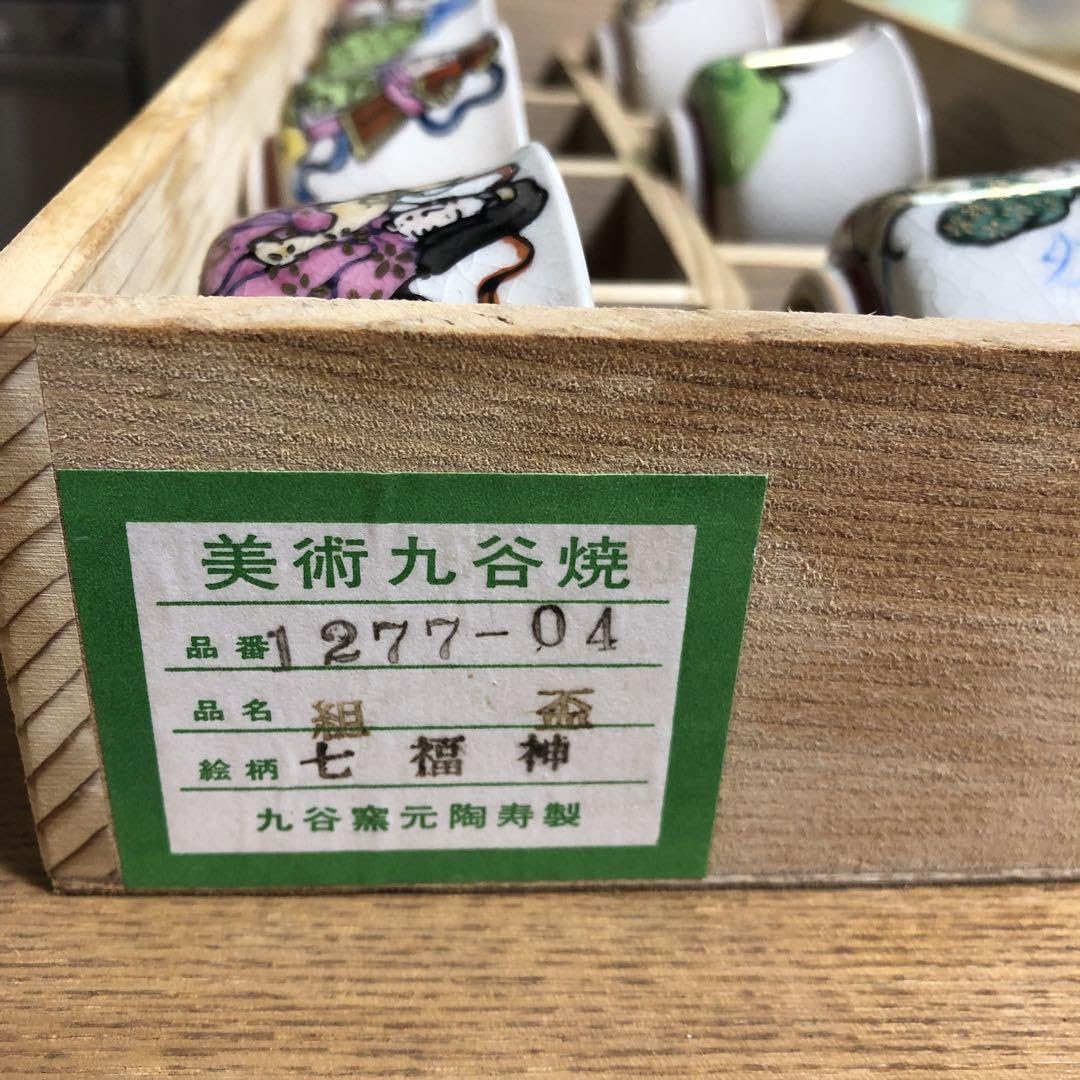 美術九谷焼
品番 1277-04
品名 組 盃
絵柄 七福神
九谷窯元陶寿製